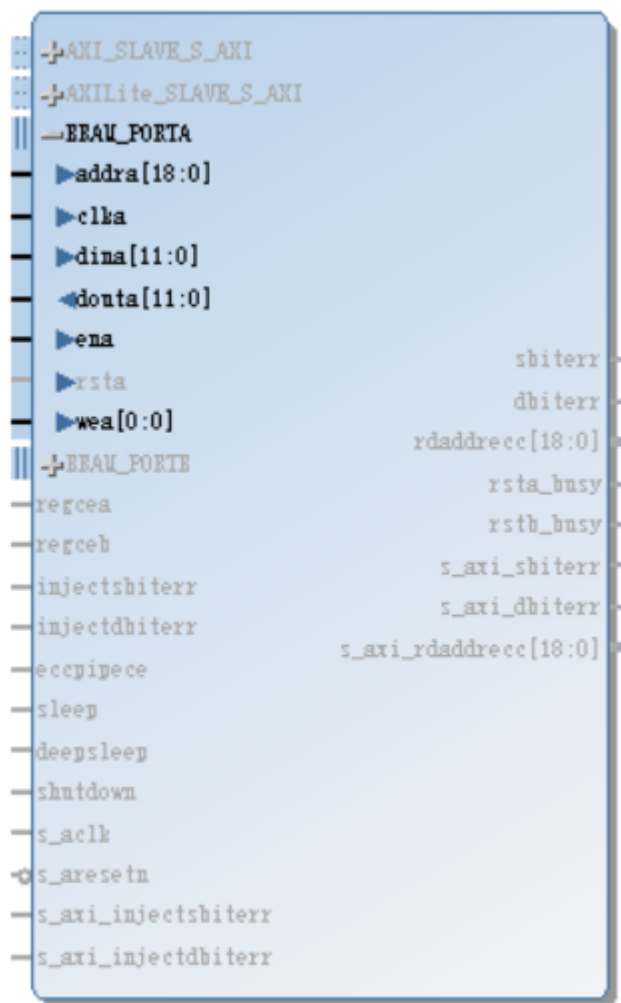 AXI_SLAVE_S_AXI
AXILite_SLAVE_S_AXI
BRAM_PORTA
addra[18:0]
clka
dina[11:0]
douta[11:0]
ena
rsta
wea[0:0]
BRAM_PORTB
regcea
regceb
injectsbiterr
injectdbiterr
eccpipece
sleep
deepsleep
shutdown
s_aclk
s_aresetn
s_axi_injectsbiterr
s_axi_injectdbiterr
sbiterr
dbiterr
rdaddrecc[18:0]
rsta_busy
rstb_busy
s_axi_sbiterr
s_axi_dbiterr
s_axi_rdaddrecc[18:0]